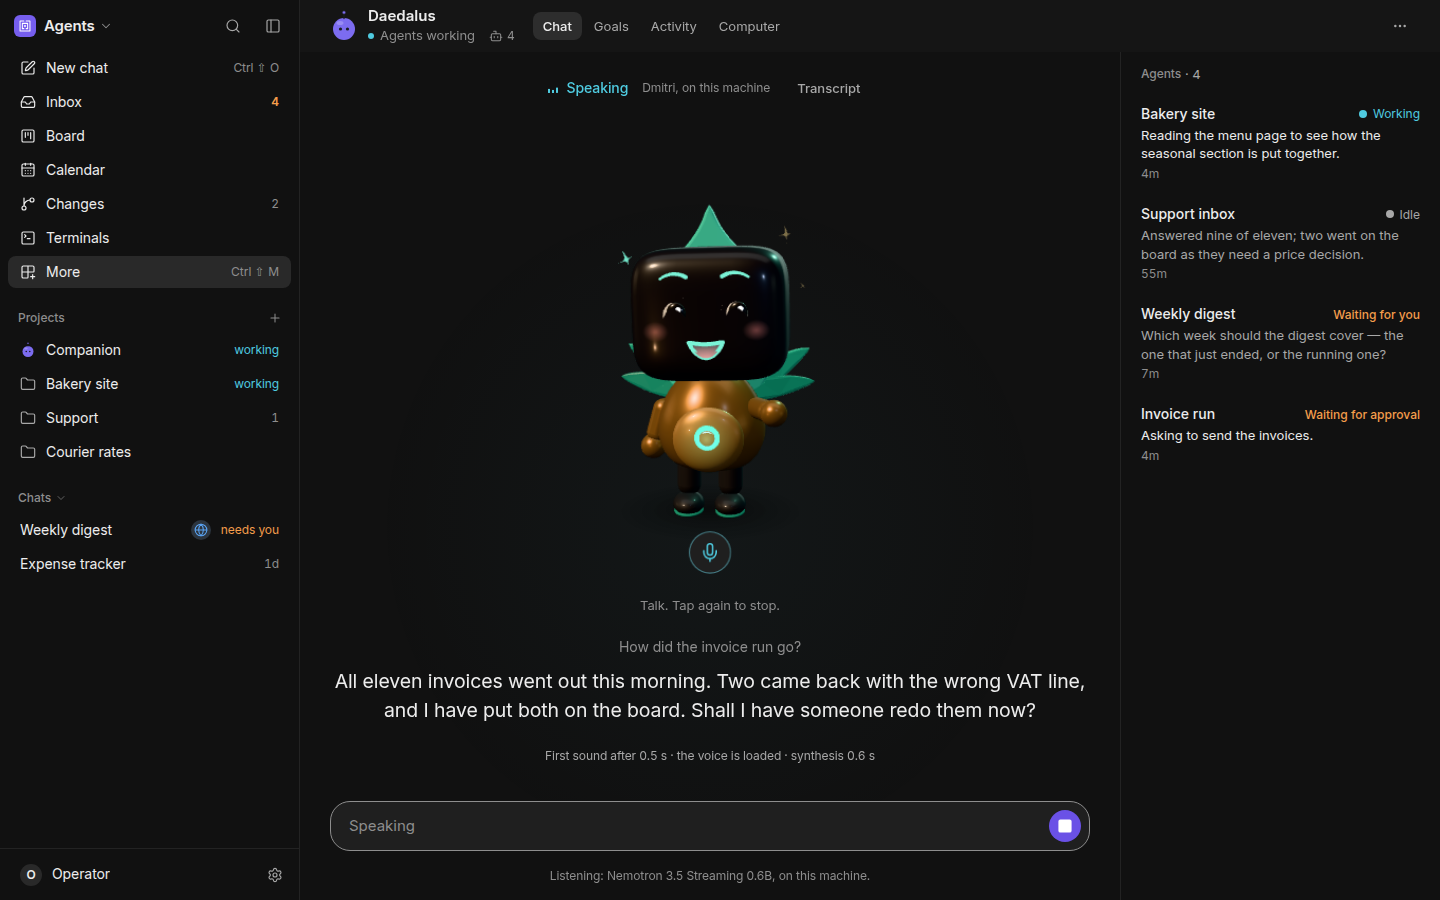 Agents
New chat Ctrl ⇧ O
Inbox 4
Board
Calendar
Changes 2
Terminals
More Ctrl ⇧ M
Projects
Companion working
Bakery site working
Support 1
Courier rates
Chats
Weekly digest needs you
Expense tracker 1d
O Operator
Daedalus
Agents working 4
Chat Goals Activity Computer
Speaking Dmitri, on this machine Transcript
Talk. Tap again to stop.
How did the invoice run go?
All eleven invoices went out this morning. Two came back with the wrong VAT line,
and I have put both on the board. Shall I have someone redo them now?
First sound after 0.5 s · the voice is loaded · synthesis 0.6 s
Speaking
Listening: Nemotron 3.5 Streaming 0.6B, on this machine.
Agents · 4
Bakery site Working
Reading the menu page to see how the
seasonal section is put together.
4m
Support inbox Idle
Answered nine of eleven; two went on the
board as they need a price decision.
55m
Weekly digest Waiting for you
Which week should the digest cover — the
one that just ended, or the running one?
7m
Invoice run Waiting for approval
Asking to send the invoices.
4m